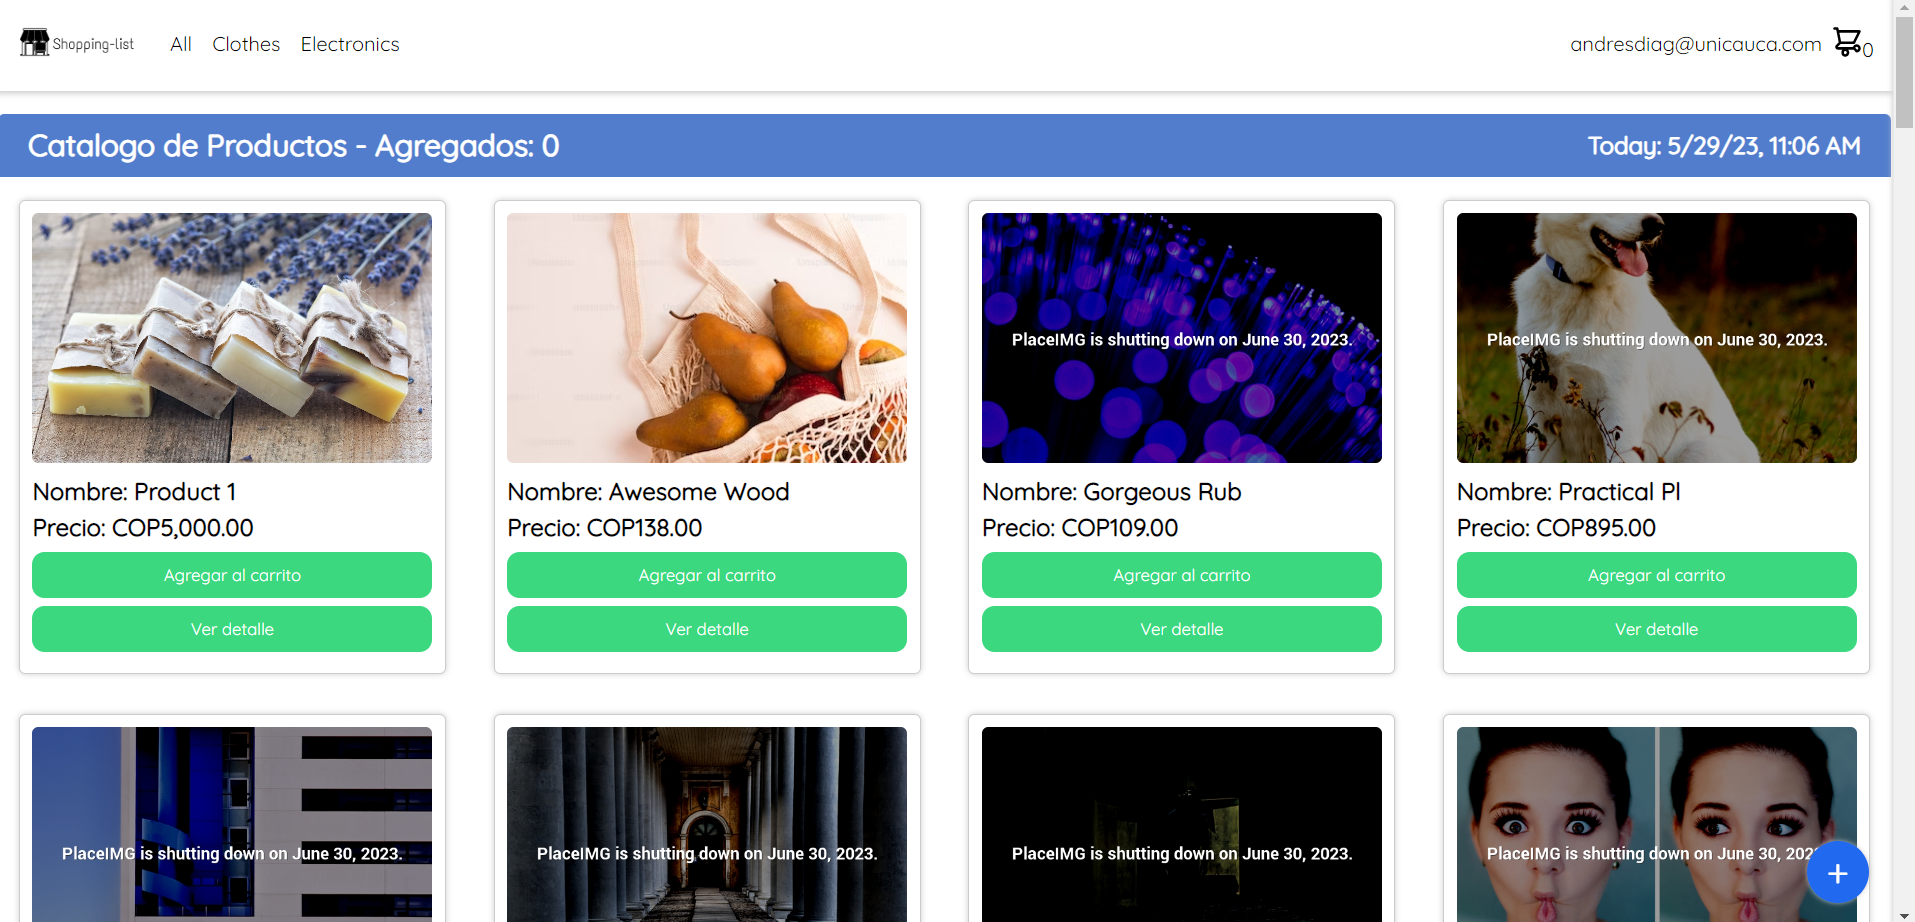 Shopping-list All Clothes Electronics andresdiag@unicauca.com 0
Catalogo de Productos - Agregados: 0 Today: 5/29/23, 11:06 AM
PlaceIMG is shutting down on June 30, 2023.
PlaceIMG is shutting down on June 30, 2023.
Nombre: Product 1
Precio: COP5,000.00
Agregar al carrito
Ver detalle
Nombre: Awesome Wood
Precio: COP138.00
Agregar al carrito
Ver detalle
Nombre: Gorgeous Rub
Precio: COP109.00
Agregar al carrito
Ver detalle
Nombre: Practical Pl
Precio: COP895.00
Agregar al carrito
Ver detalle
PlaceIMG is shutting down on June 30, 2023.
PlaceIMG is shutting down on June 30, 2023.
PlaceIMG is shutting down on June 30, 2023.
PlaceIMG is shutting down on June 30, 202
+